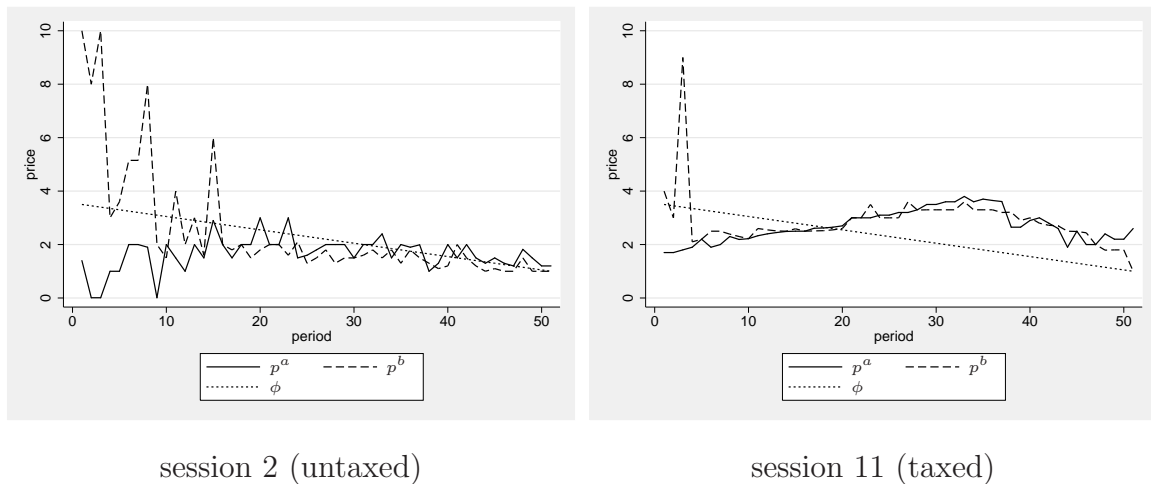 10
8
6
4
2
0
price
0 10 20 30 40 50
period
p^a p^b
ϕ
session 2 (untaxed)
10
8
6
4
2
0
price
0 10 20 30 40 50
period
p^a p^b
ϕ
session 11 (taxed)